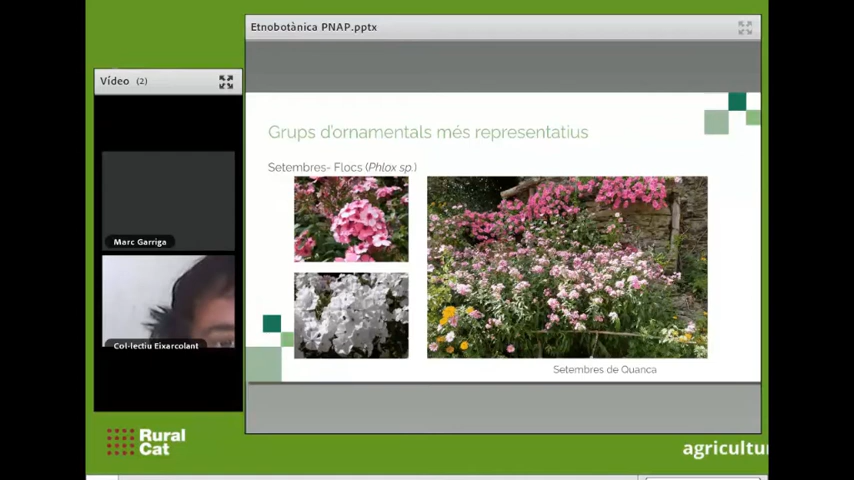 Etnobotànica PNAP.pptx
Vídeo (2)
Grups d'ornamentals més representatius
Setembres- Flocs (Phlox sp.)
Marc Garriga
Col·lectiu Eixarcolant
Setembres de Quanca
Rural
Cat
agricultur